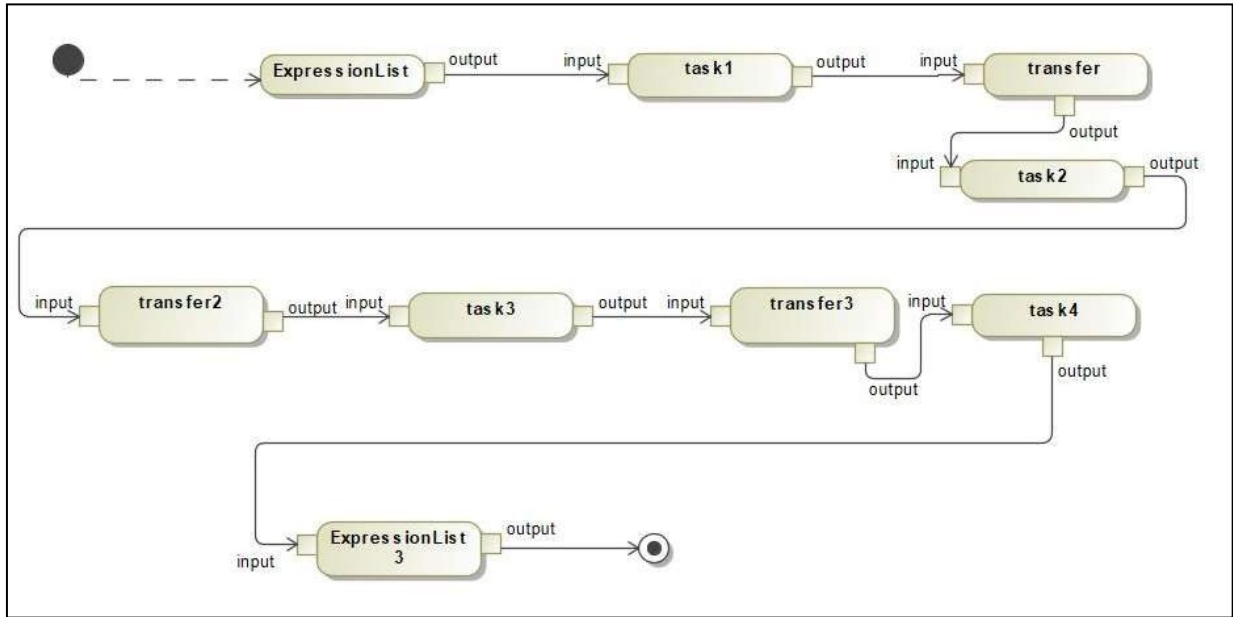 ExpressionList
output
input
task1
output
input
transfer
output
input
task2
output
input
transfer2
output
input
task3
output
input
transfer3
output
input
task4
output
input
ExpressionList
3
output